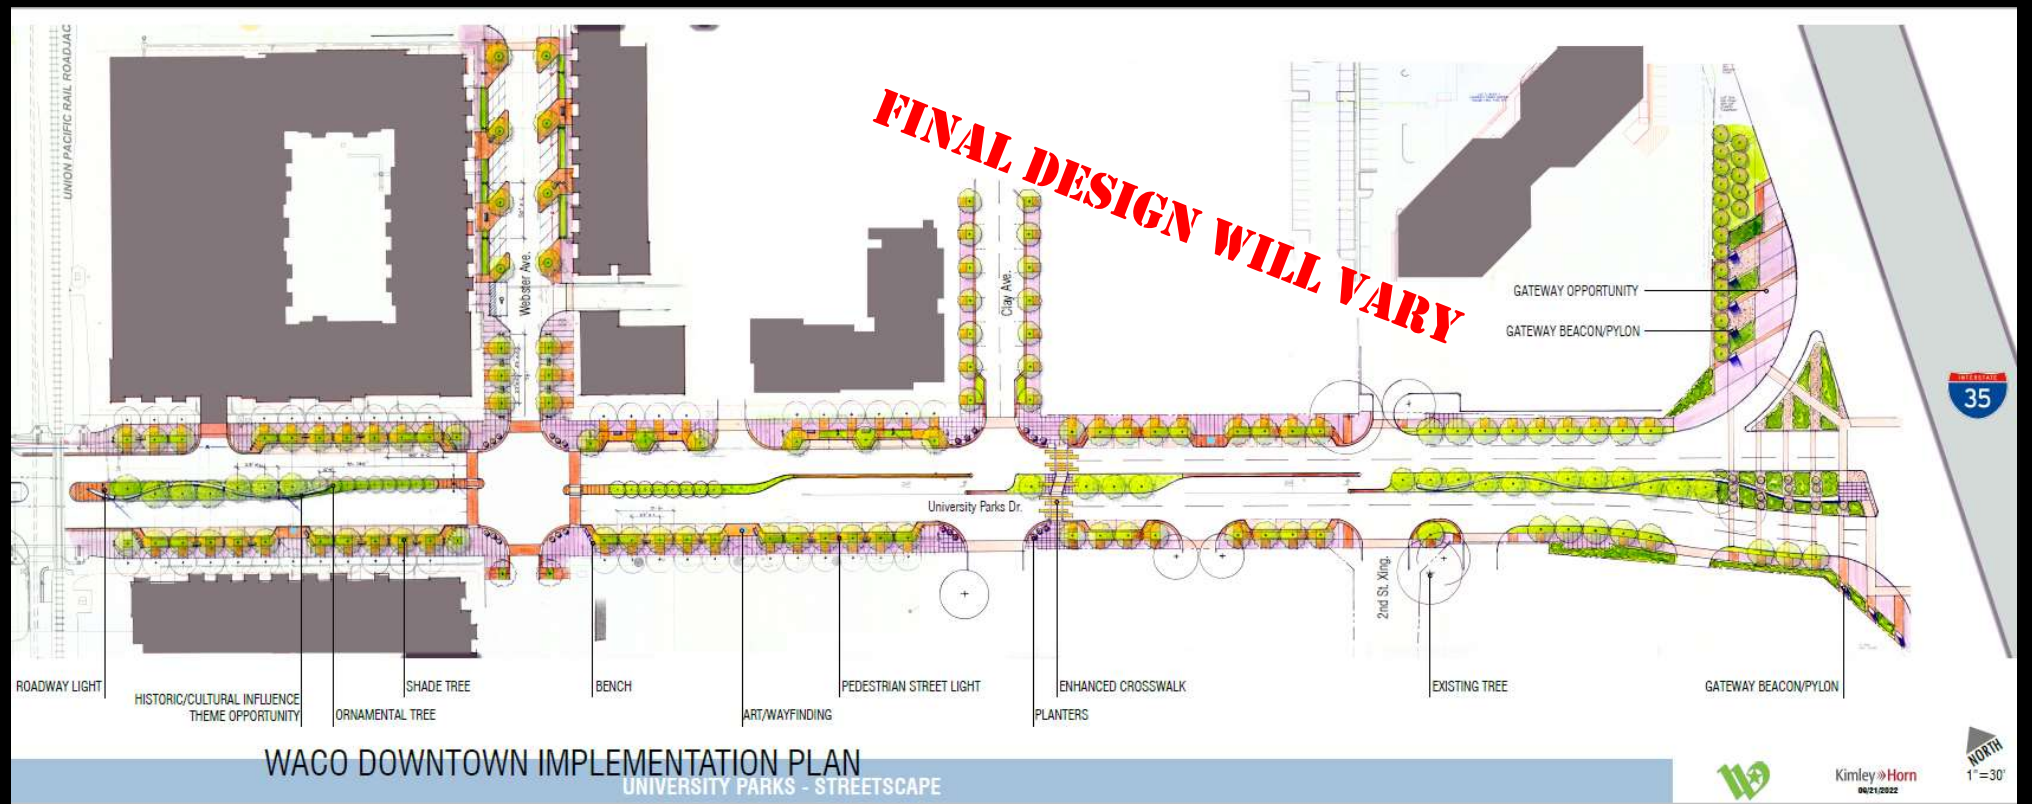 UNION PACIFIC RAIL ROADJAC
Webster Ave.
Clay Ave.
FINAL DESIGN WILL VARY
GATEWAY OPPORTUNITY
GATEWAY BEACON/PYLON
INTERSTATE
35
University Parks Dr.
2nd St. Xing.
ROADWAY LIGHT
HISTORIC/CULTURAL INFLUENCE
THEME OPPORTUNITY
ORNAMENTAL TREE
SHADE TREE
BENCH
ART/WAYFINDING
PEDESTRIAN STREET LIGHT
PLANTERS
ENHANCED CROSSWALK
EXISTING TREE
GATEWAY BEACON/PYLON
WACO DOWNTOWN IMPLEMENTATION PLAN
UNIVERSITY PARKS - STREETSCAPE
Kimley»Horn
09/21/2022
NORTH
1"=30'